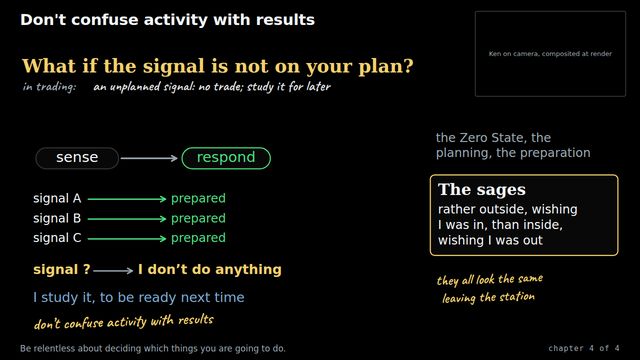 Don't confuse activity with results
Ken on camera, composited at render
What if the signal is not on your plan?
in trading: an unplanned signal: no trade; study it for later
sense
respond
signal A prepared
signal B prepared
signal C prepared
signal ? I don’t do anything
I study it, to be ready next time
don’t confuse activity with results
the Zero State, the
planning, the preparation
The sages
rather outside, wishing
I was in, than inside,
wishing I was out
they all look the same
leaving the station
Be relentless about deciding which things you are going to do.
chapter 4 of 4